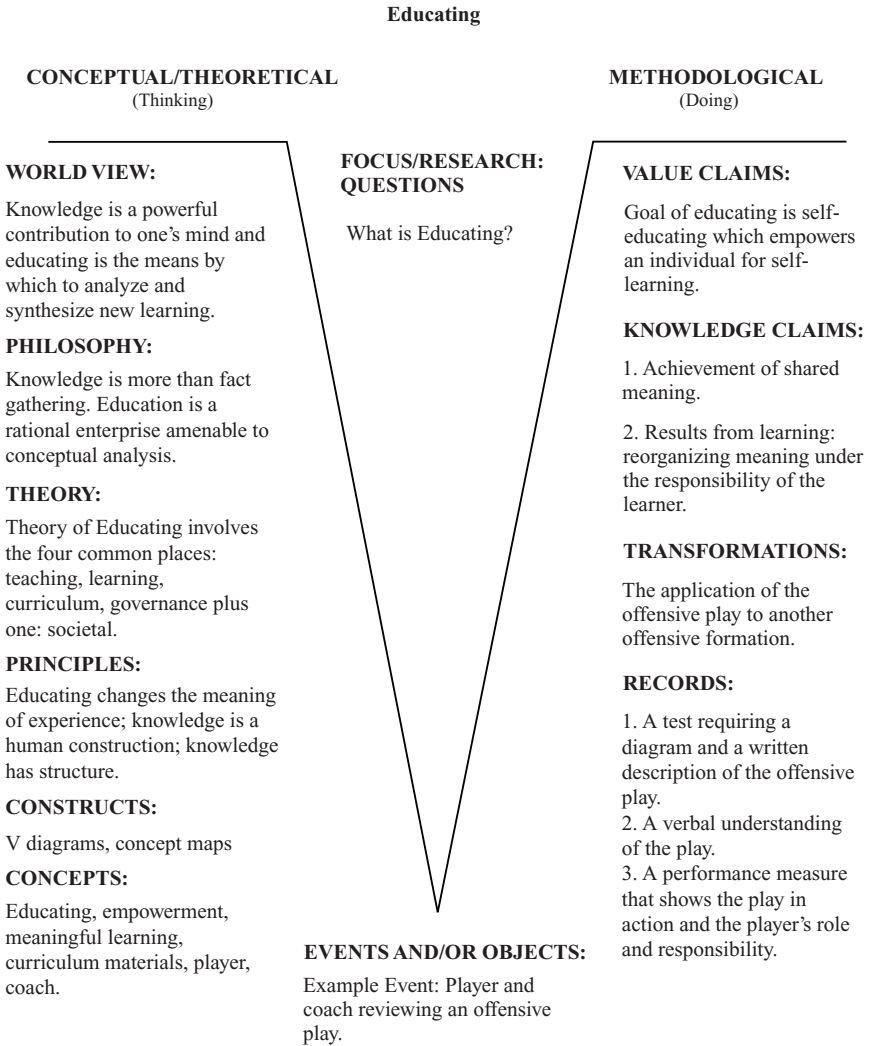 Educating
CONCEPTUAL/THEORETICAL
(Thinking)
METHODOLOGICAL
(Doing)
WORLD VIEW:
Knowledge is a powerful
contribution to one’s mind and
educating is the means by
which to analyze and
synthesize new learning.
PHILOSOPHY:
Knowledge is more than fact
gathering. Education is a
rational enterprise amenable to
conceptual analysis.
THEORY:
Theory of Educating involves
the four common places:
teaching, learning,
curriculum, governance plus
one: societal.
PRINCIPLES:
Educating changes the meaning
of experience; knowledge is a
human construction; knowledge
has structure.
CONSTRUCTS:
V diagrams, concept maps
CONCEPTS:
Educating, empowerment,
meaningful learning,
curriculum materials, player,
coach.
FOCUS/RESEARCH:
QUESTIONS
What is Educating?
EVENTS AND/OR OBJECTS:
Example Event: Player and
coach reviewing an offensive
play.
VALUE CLAIMS:
Goal of educating is self-
educating which empowers
an individual for self-
learning.
KNOWLEDGE CLAIMS:
1. Achievement of shared
meaning.
2. Results from learning:
reorganizing meaning under
the responsibility of the
learner.
TRANSFORMATIONS:
The application of the
offensive play to another
offensive formation.
RECORDS:
1. A test requiring a
diagram and a written
description of the offensive
play.
2. A verbal understanding
of the play.
3. A performance measure
that shows the play in
action and the player’s role
and responsibility.